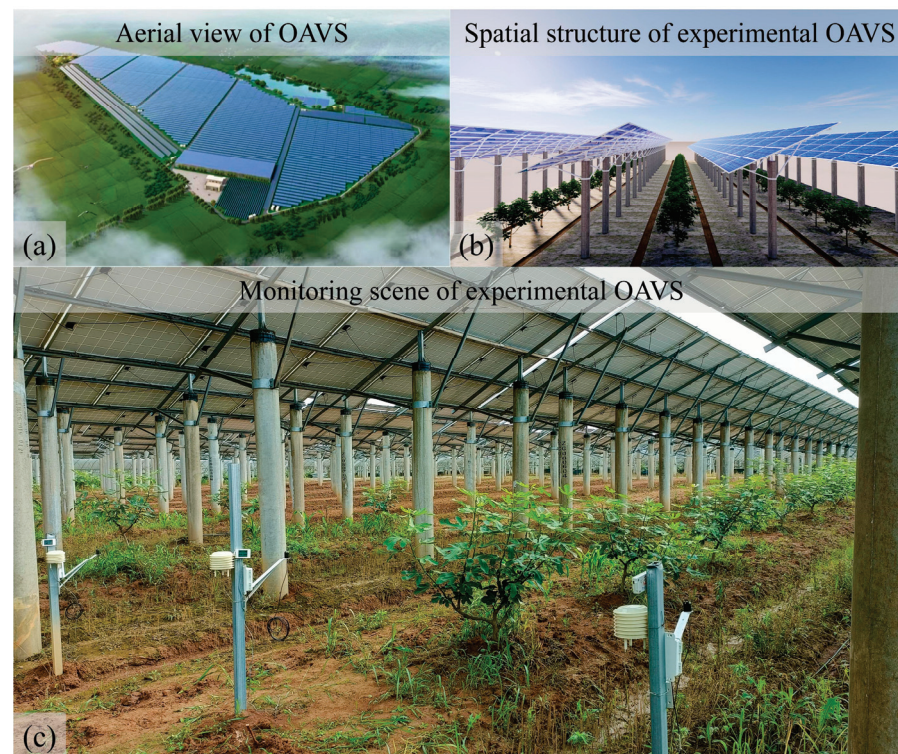 Aerial view of OAVS
Spatial structure of experimental OAVS
(a)
(b)
Monitoring scene of experimental OAVS
(c)